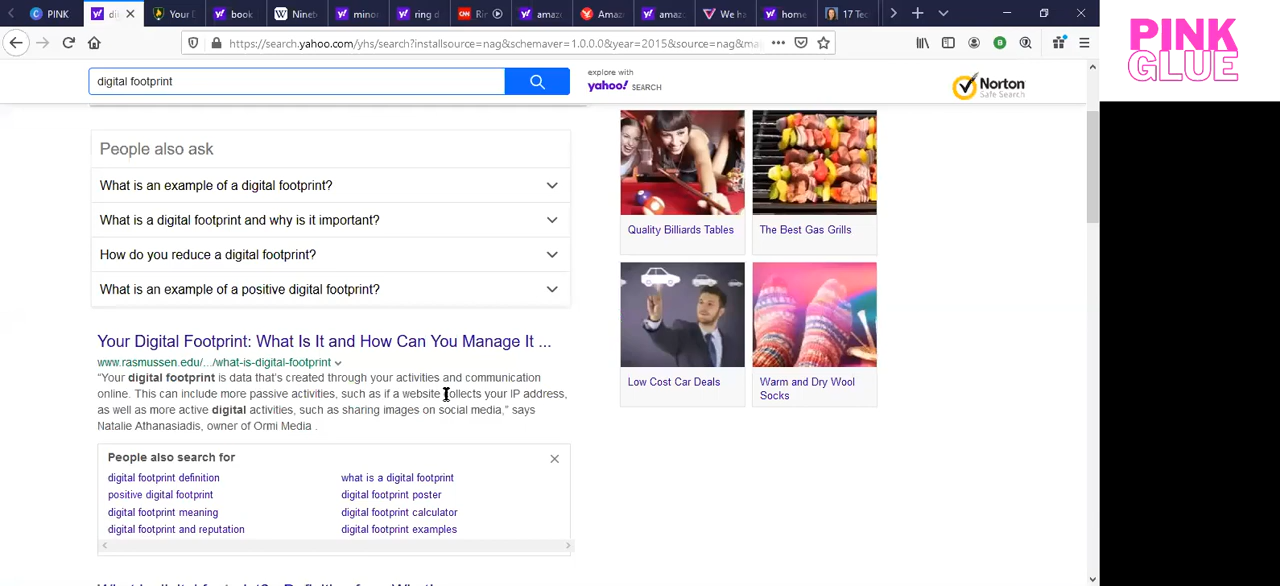 PINK
di
Your
book
Ninet
minor
ring d
CNN
Rin
amaz
Amaz
amaz
We ha
home
17 Tec
https://search.yahoo.com/yhs/search?installsource=nag&schemaver=1.0.0.0&year=2015&source=nag&ma
B
PINK
GLUE
digital footprint
explore with
yahoo! SEARCH
Norton
Safe Search
People also ask
What is an example of a digital footprint?
What is a digital footprint and why is it important?
How do you reduce a digital footprint?
What is an example of a positive digital footprint?
Quality Billiards Tables
The Best Gas Grills
Low Cost Car Deals
Warm and Dry Wool
Socks
Your Digital Footprint: What Is It and How Can You Manage It ...
www.rasmussen.edu/.../what-is-digital-footprint
“Your digital footprint is data that’s created through your activities and communication
online. This can include more passive activities, such as if a website collects your IP address,
as well as more active digital activities, such as sharing images on social media,” says
Natalie Athanasiadis, owner of Ormi Media .
People also search for
digital footprint definition
what is a digital footprint
positive digital footprint
digital footprint poster
digital footprint meaning
digital footprint calculator
digital footprint and reputation
digital footprint examples